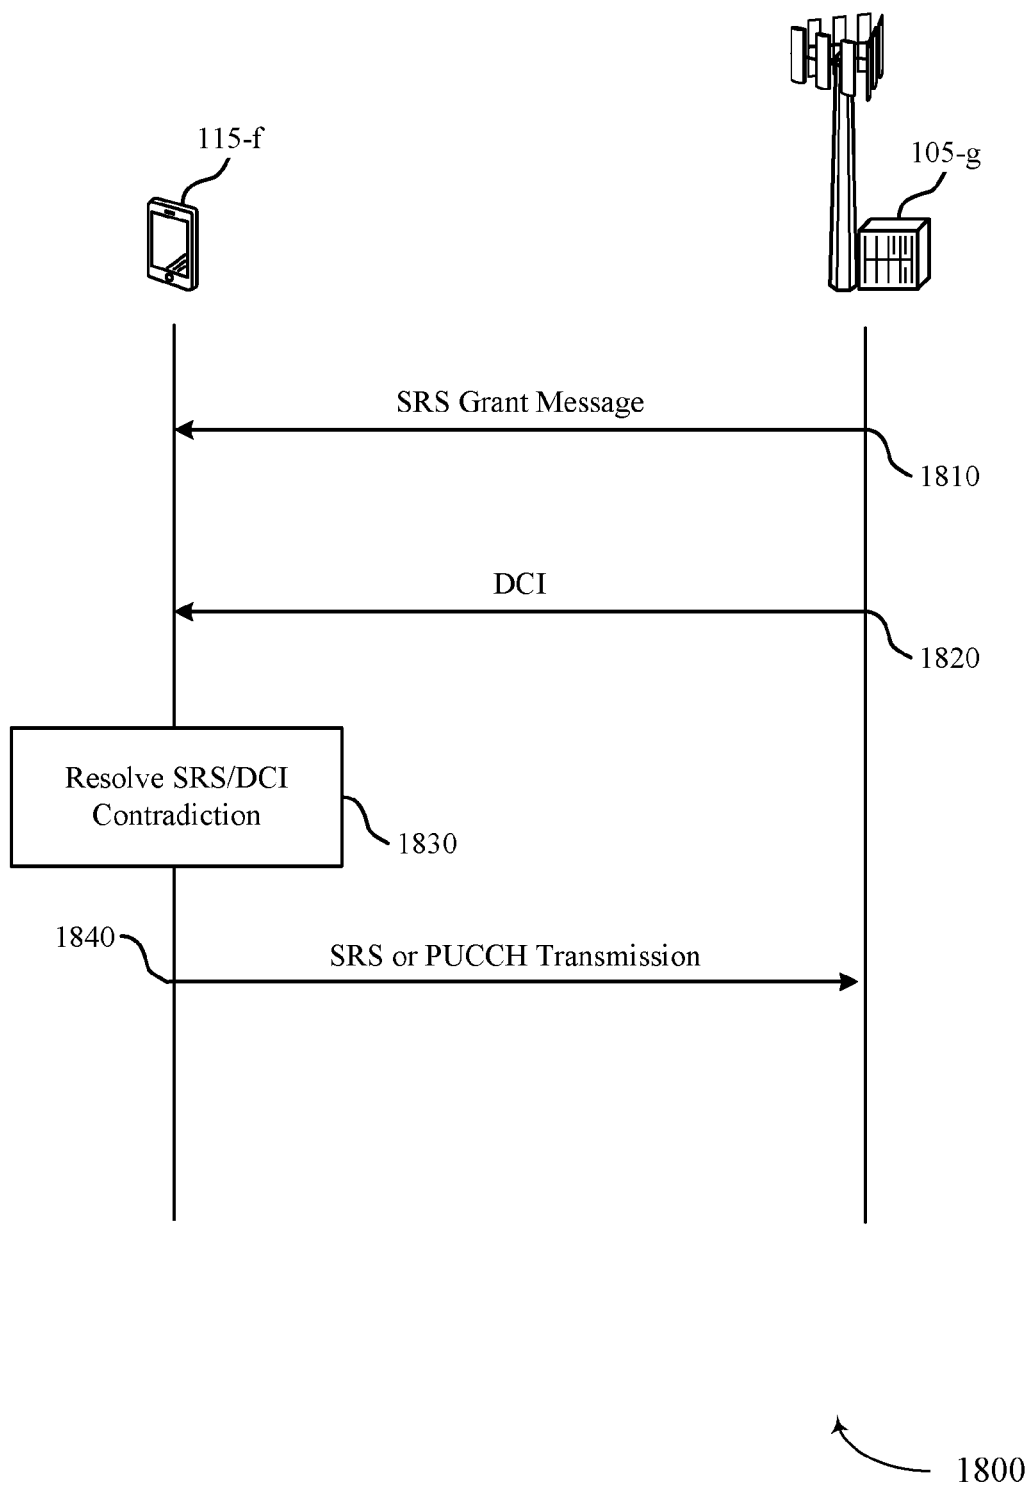 115-f
105-g
SRS Grant Message
1810
DCI
1820
Resolve SRS/DCI
Contradiction
1830
1840
SRS or PUCCH Transmission
1800